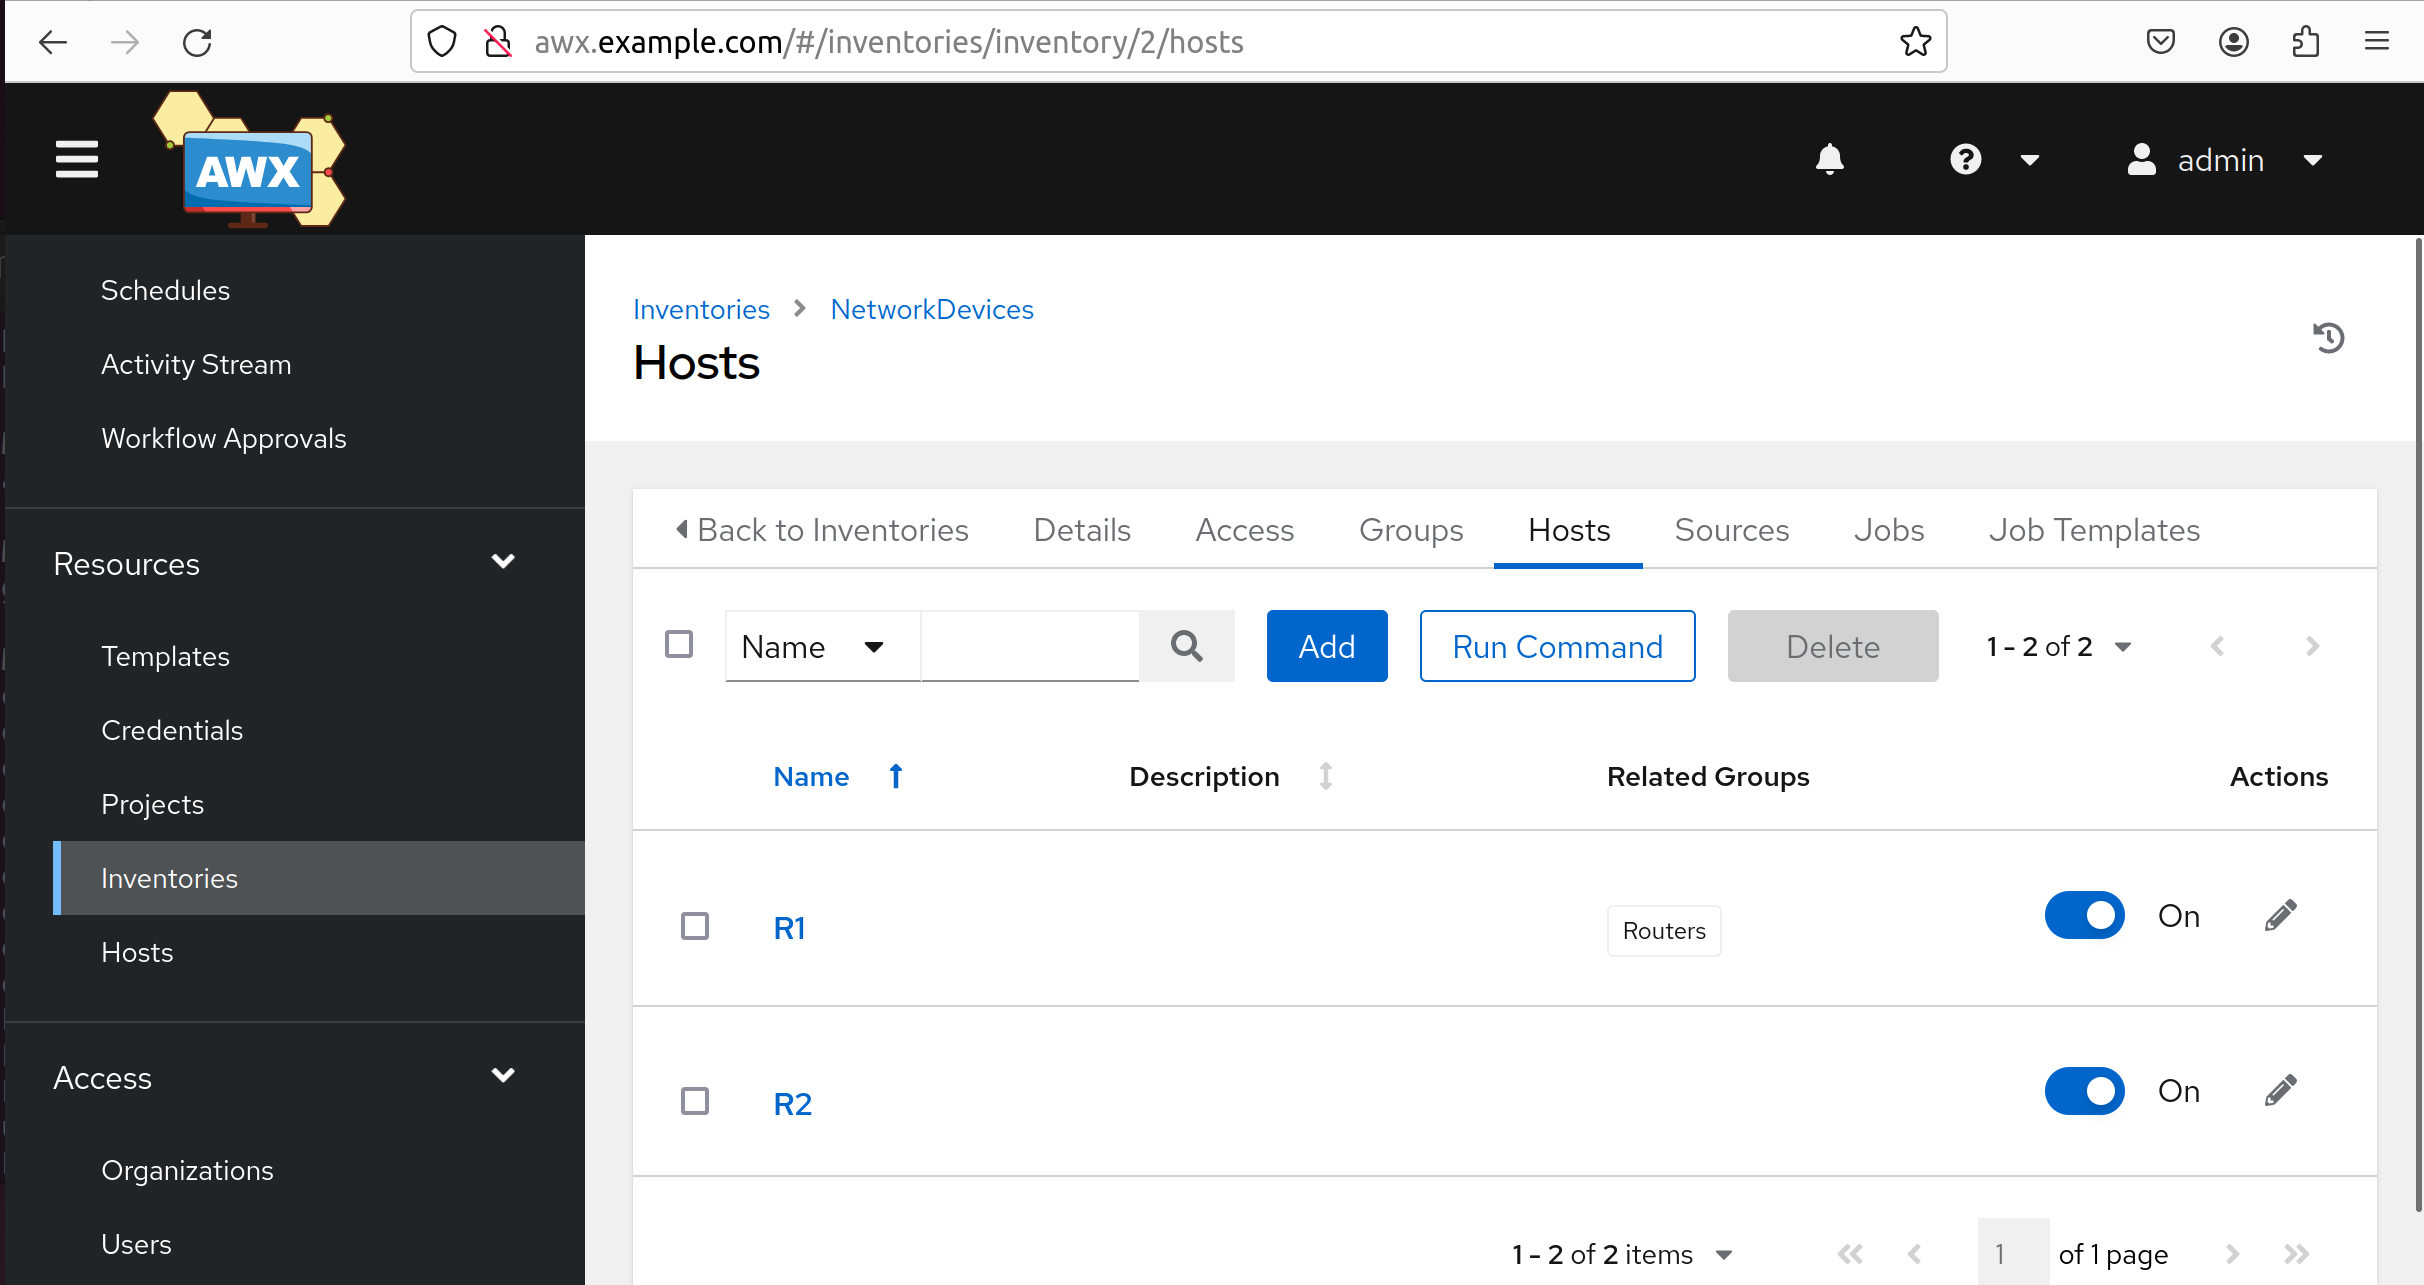 awx.example.com/#/inventories/inventory/2/hosts
AWX
admin
Schedules
Activity Stream
Workflow Approvals
Resources
Templates
Credentials
Projects
Inventories
Hosts
Access
Organizations
Users
Inventories NetworkDevices
Hosts
Back to Inventories Details Access Groups Hosts Sources Jobs Job Templates
Name Add Run Command Delete 1 - 2 of 2
Name Description Related Groups Actions
R1 Routers On
R2 On
1 - 2 of 2 items 1 of 1 page